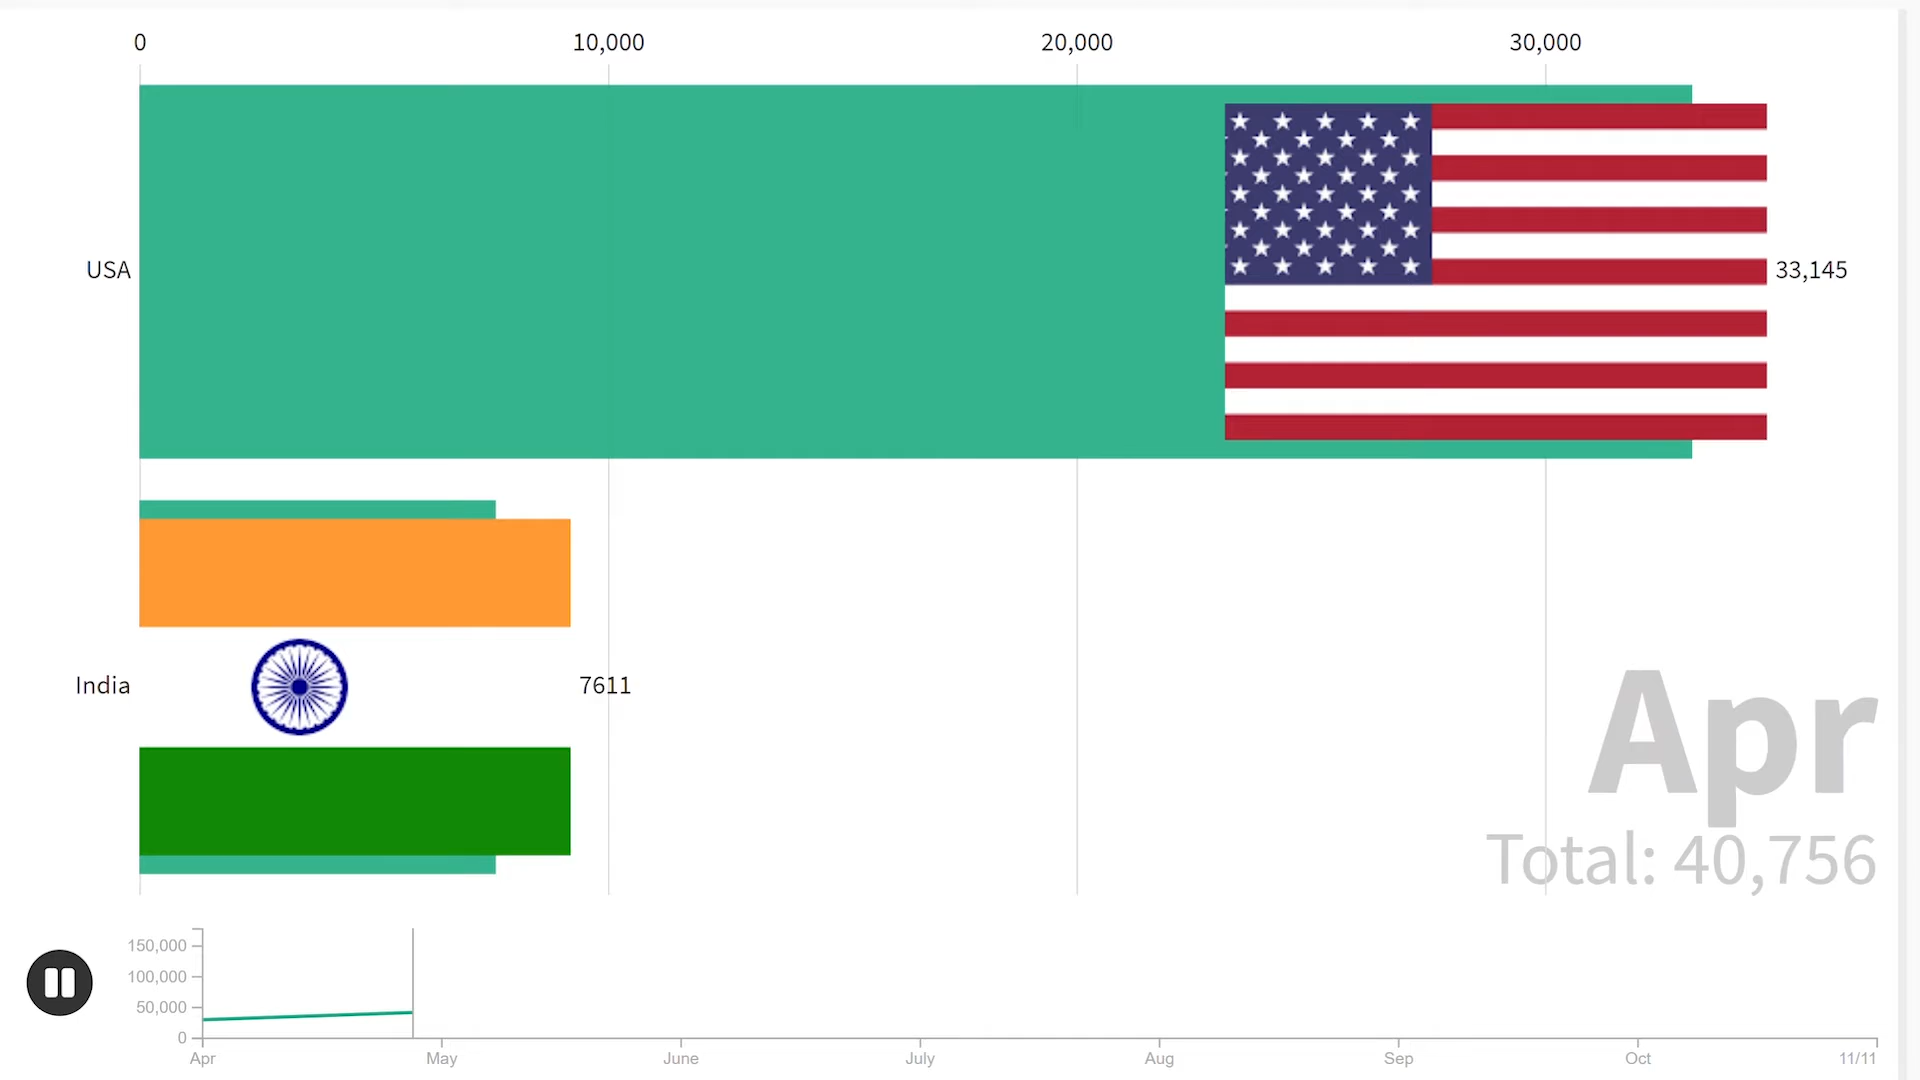 0 10,000 20,000 30,000
USA 33,145
India 7611
Apr
Total: 40,756
150,000
100,000
50,000
0
Apr May June July Aug Sep Oct 11/11